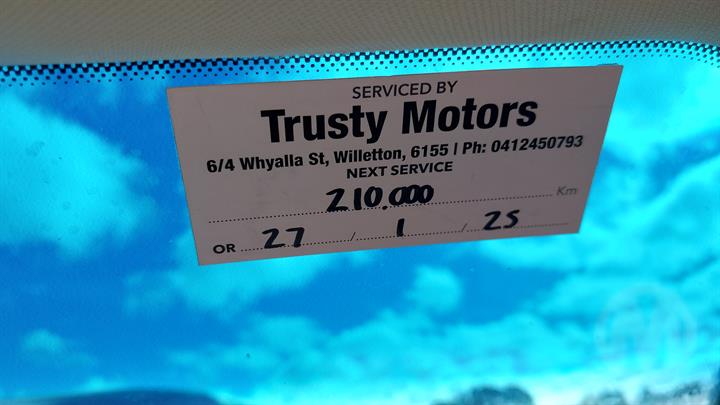 SERVICED BY
Trusty Motors
6/4 Whyalla St, Willetton, 6155 | Ph: 0412450793
NEXT SERVICE
210.000 Km
OR 27 / 1 / 25